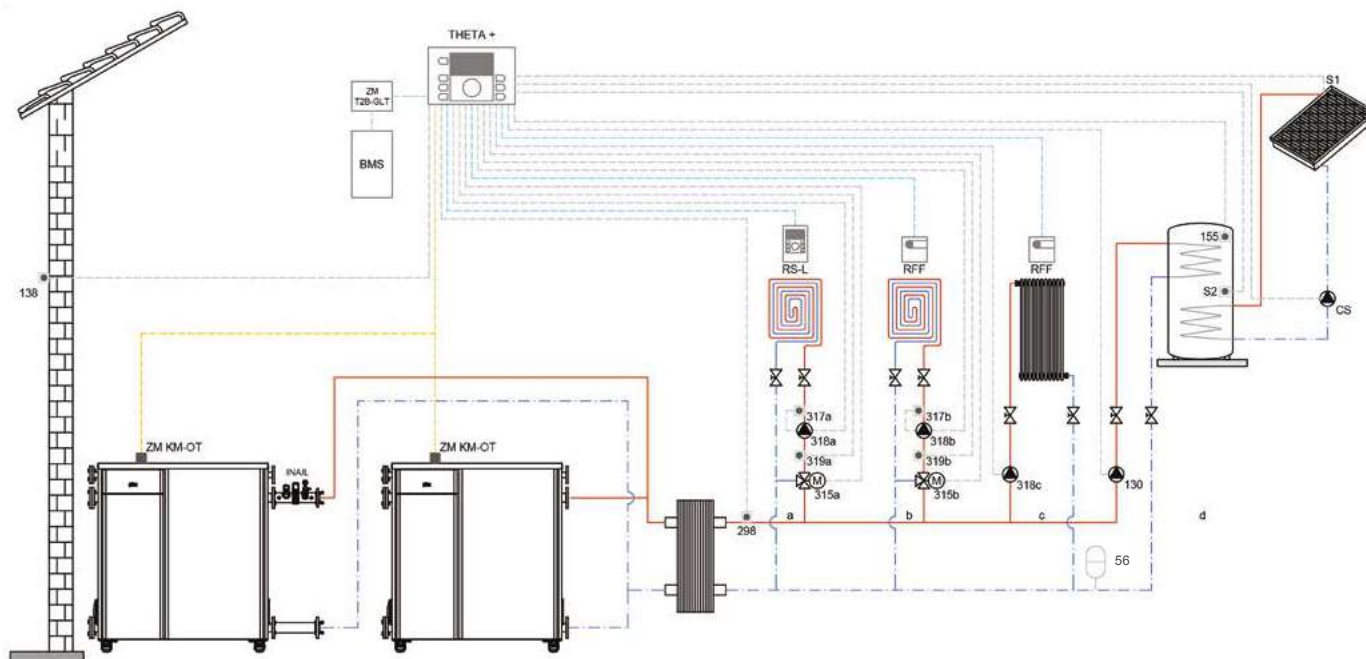 THETA +
S1
ZM
T2B-GLT
BMS
155
138
RS-L
RFF
RFF
S2
CS
317a
317b
318a
318b
ZM KM-OT
ZM KM-OT
319a
319b
INAIL
M
M
318c
130
315a
315b
298
a
b
c
d
56